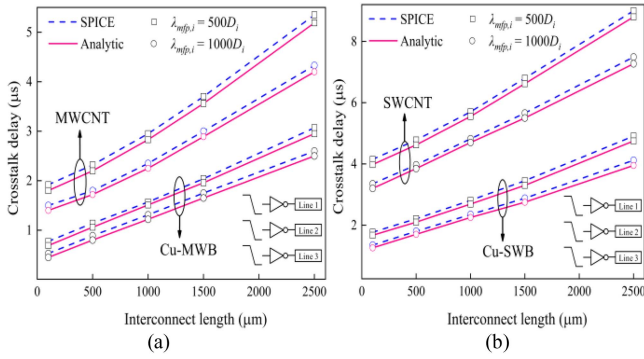 (a)
SPICE
Analytic
λmfp,i = 500Di
λmfp,i = 1000Di
MWCNT
Cu-MWB
Line 1
Line 2
Line 3
Crosstalk delay (μs)
5
4
3
2
1
0 500 1000 1500 2000 2500
Interconnect length (μm)
(a)
(b)
SPICE
Analytic
λmfp,i = 500Di
λmfp,i = 1000Di
SWCNT
Cu-SWB
Line 1
Line 2
Line 3
Crosstalk delay (μs)
8
6
4
2
0 500 1000 1500 2000 2500
Interconnect length (μm)
(b)